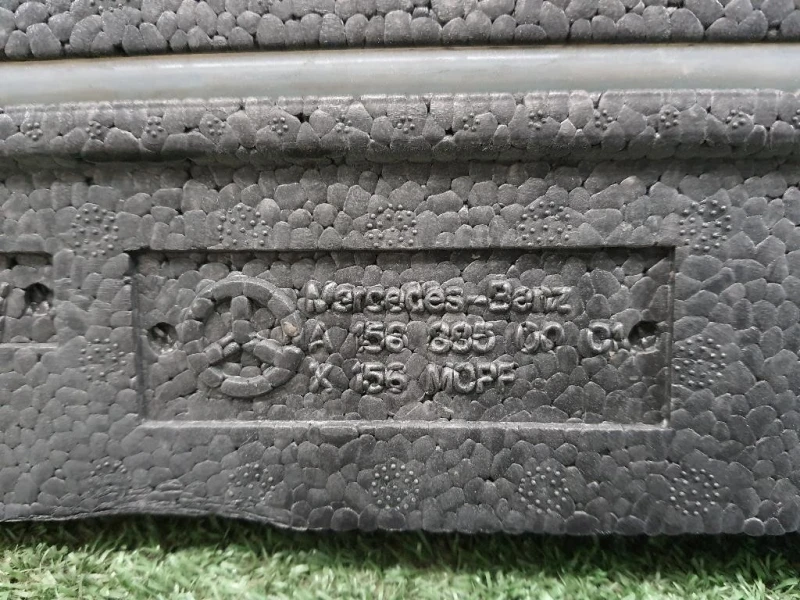 Mercedes-Benz
A 156 885 00 01
X 156 MOPF